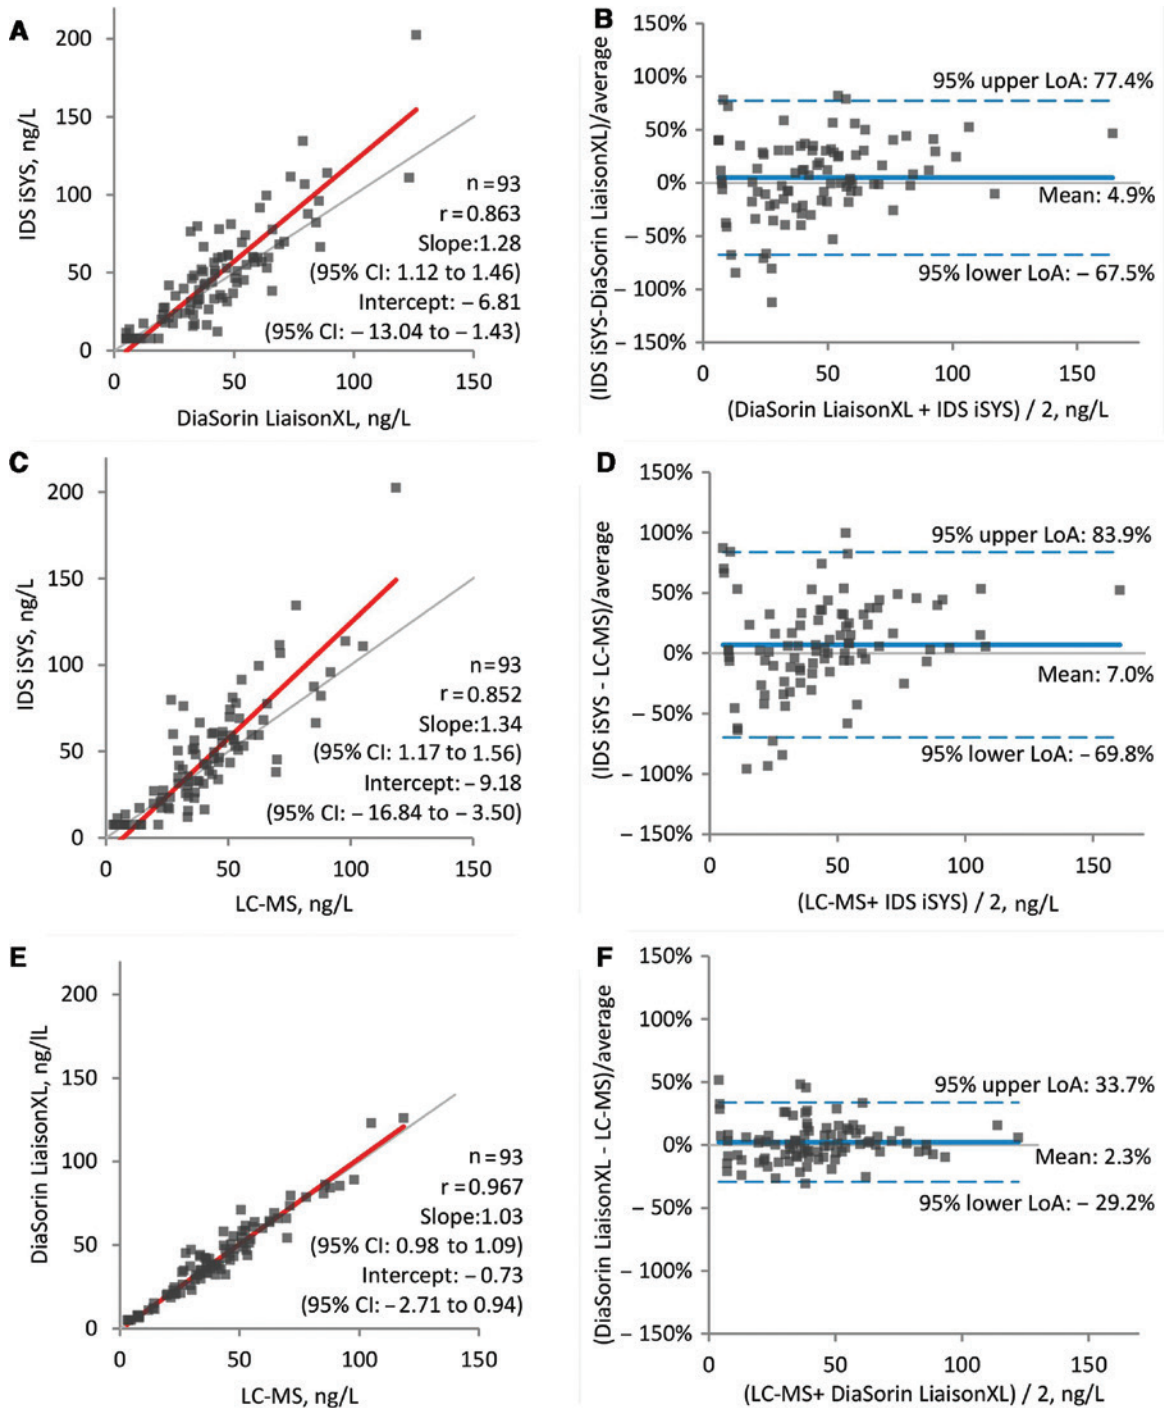 A
200
150
100
50
0
IDS iSYS, ng/L
n=93
r=0.863
Slope:1.28
(95% CI: 1.12 to 1.46)
Intercept: – 6.81
(95% CI: – 13.04 to – 1.43)
0 50 100 150
DiaSorin LiaisonXL, ng/L
B
150%
100%
50%
0%
– 50%
– 100%
– 150%
(IDS iSYS-DiaSorin LiaisonXL)/average
95% upper LoA: 77.4%
Mean: 4.9%
95% lower LoA: – 67.5%
0 50 100 150
(DiaSorin LiaisonXL + IDS iSYS) / 2, ng/L
C
200
150
100
50
0
IDS iSYS, ng/L
n=93
r=0.852
Slope:1.34
(95% CI: 1.17 to 1.56)
Intercept: – 9.18
(95% CI: – 16.84 to – 3.50)
0 50 100 150
LC-MS, ng/L
D
150%
100%
50%
0%
– 50%
– 100%
– 150%
(IDS iSYS - LC-MS)/average
95% upper LoA: 83.9%
Mean: 7.0%
95% lower LoA: – 69.8%
0 50 100 150
(LC-MS+ IDS iSYS) / 2, ng/L
E
200
150
100
50
0
DiaSorin LiaisonXL, ng/lL
n=93
r=0.967
Slope:1.03
(95% CI: 0.98 to 1.09)
Intercept: – 0.73
(95% CI: –2.71 to 0.94)
0 50 100 150
LC-MS, ng/L
F
150%
100%
50%
0%
– 50%
– 100%
– 150%
(DiaSorin LiaisonXL - LC-MS)/average
95% upper LoA: 33.7%
Mean: 2.3%
95% lower LoA: – 29.2%
0 50 100 150
(LC-MS+ DiaSorin LiaisonXL) / 2, ng/L